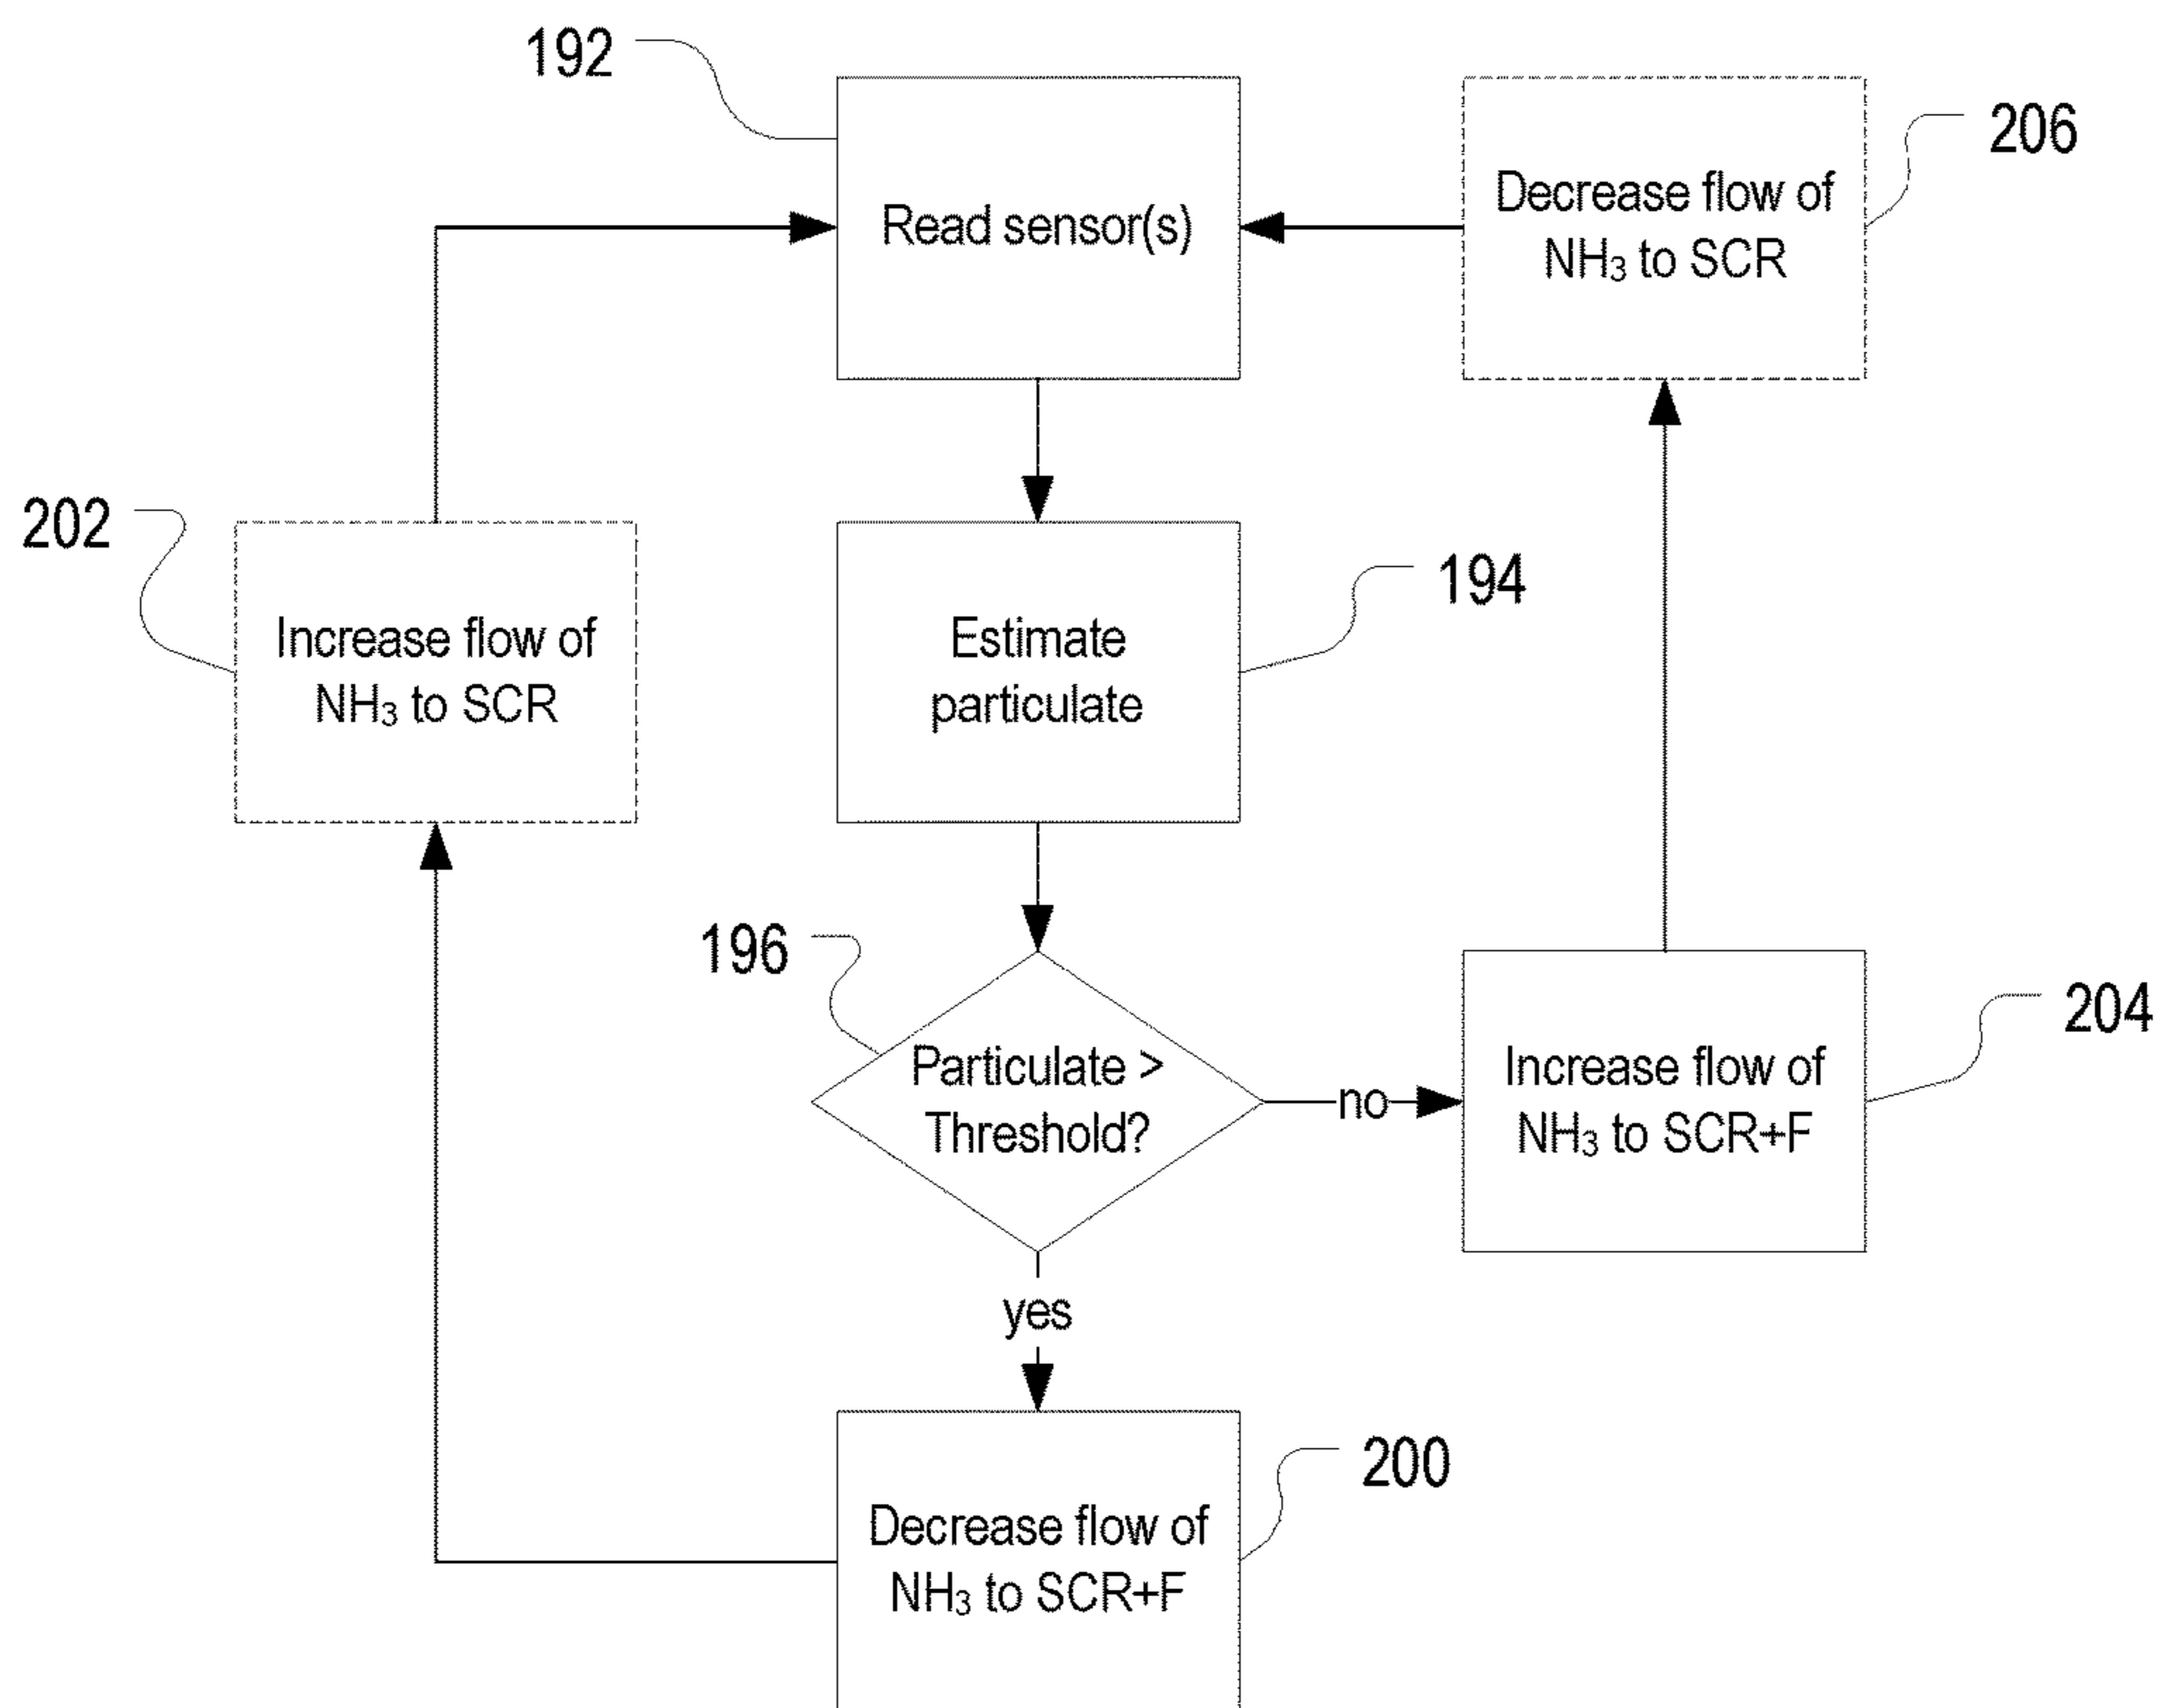 192
Read sensor(s)
Decrease flow of
NH₃ to SCR
206
202
Increase flow of
NH₃ to SCR
Estimate
particulate
194
196
Particulate >
Threshold?
no
Increase flow of
NH₃ to SCR+F
204
yes
Decrease flow of
NH₃ to SCR+F
200